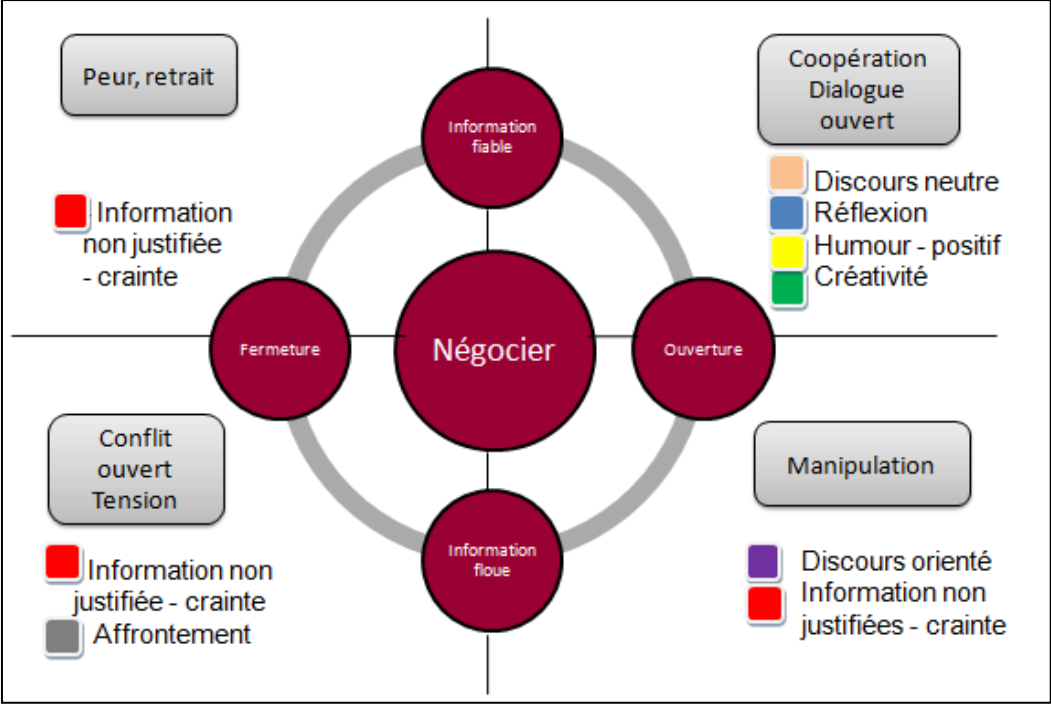 Peur, retrait
Information
fiable
Coopération
Dialogue
ouvert
Information
non justifiée
- crainte
Discours neutre
Réflexion
Humour - positif
Créativité
Fermeture
Négocier
Ouverture
Conflit
ouvert
Tension
Information non
justifiée - crainte
Affrontement
Information
floue
Manipulation
Discours orienté
Information non
justifiées - crainte